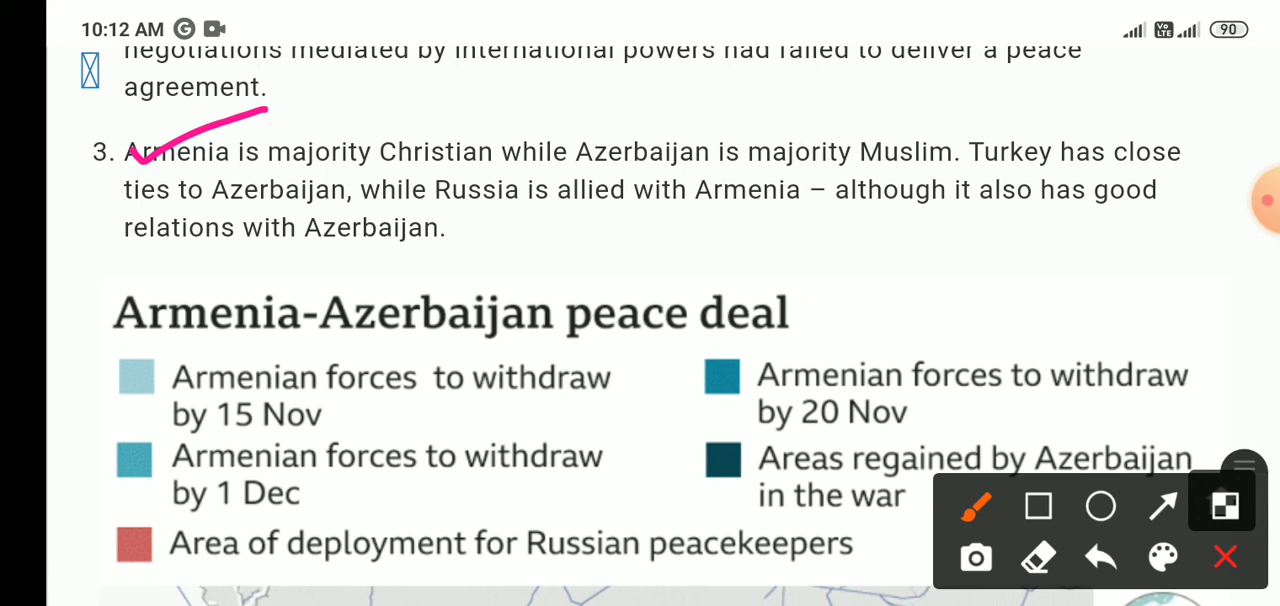 10:12 AM
Vo LTE
90
negotiations mediated by international powers had failed to deliver a peace
agreement.
3. Armenia is majority Christian while Azerbaijan is majority Muslim. Turkey has close
ties to Azerbaijan, while Russia is allied with Armenia – although it also has good
relations with Azerbaijan.
Armenia-Azerbaijan peace deal
Armenian forces to withdraw
by 15 Nov
Armenian forces to withdraw
by 20 Nov
Armenian forces to withdraw
by 1 Dec
Areas regained by Azerbaijan
in the war
Area of deployment for Russian peacekeepers